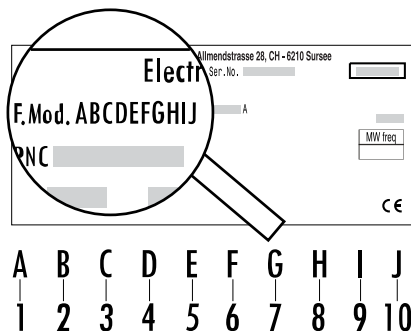 Allmendstrasse 28, CH - 6210 Sursee
Electr
Ser.No.
F.Mod. ABCDEFGHIJ
A
PNC
MW freq
CE
A B C D E F G H I J
1 2 3 4 5 6 7 8 9 10